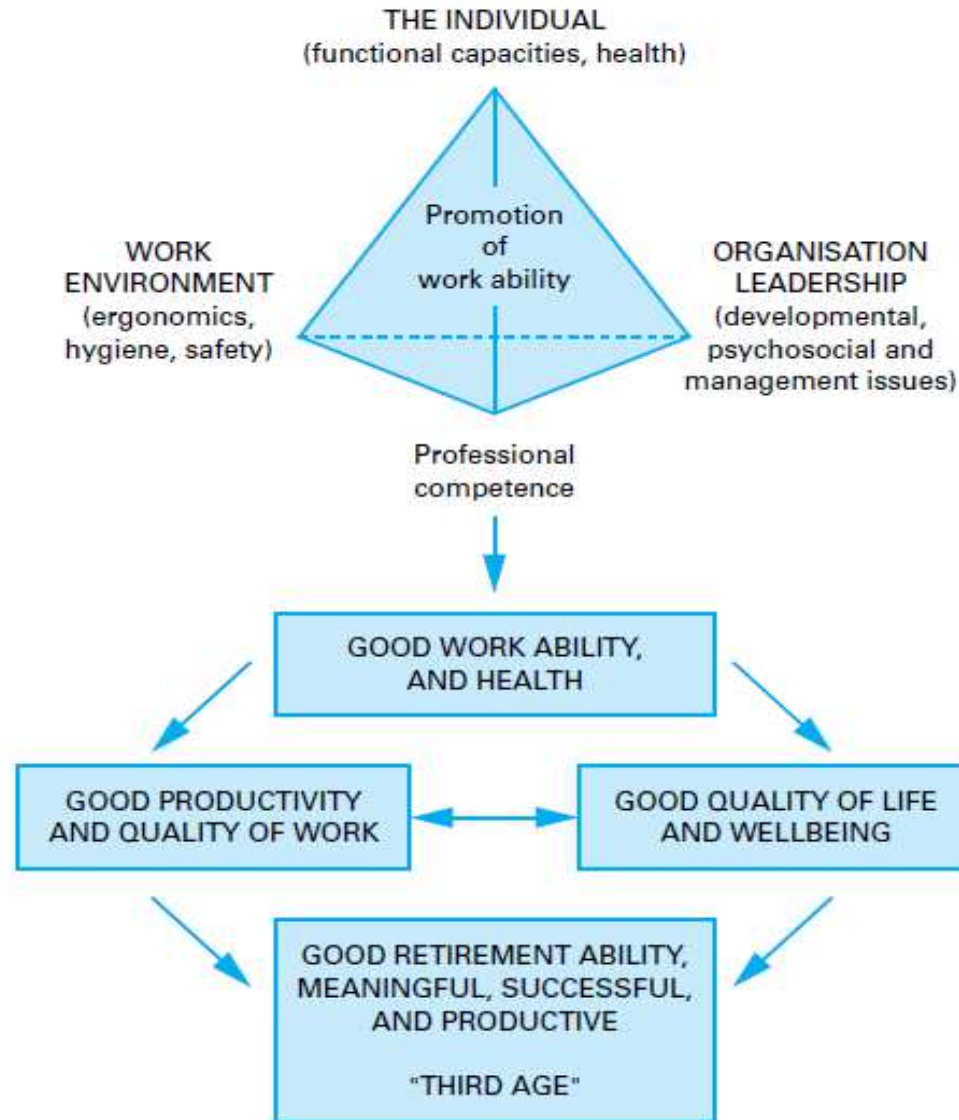 THE INDIVIDUAL
(functional capacities, health)
Promotion
of
work ability
WORK
ENVIRONMENT
(ergonomics,
hygiene, safety)
ORGANISATION
LEADERSHIP
(developmental,
psychosocial and
management issues)
Professional
competence
GOOD WORK ABILITY,
AND HEALTH
GOOD PRODUCTIVITY
AND QUALITY OF WORK
GOOD QUALITY OF LIFE
AND WELLBEING
GOOD RETIREMENT ABILITY,
MEANINGFUL, SUCCESSFUL,
AND PRODUCTIVE
"THIRD AGE"